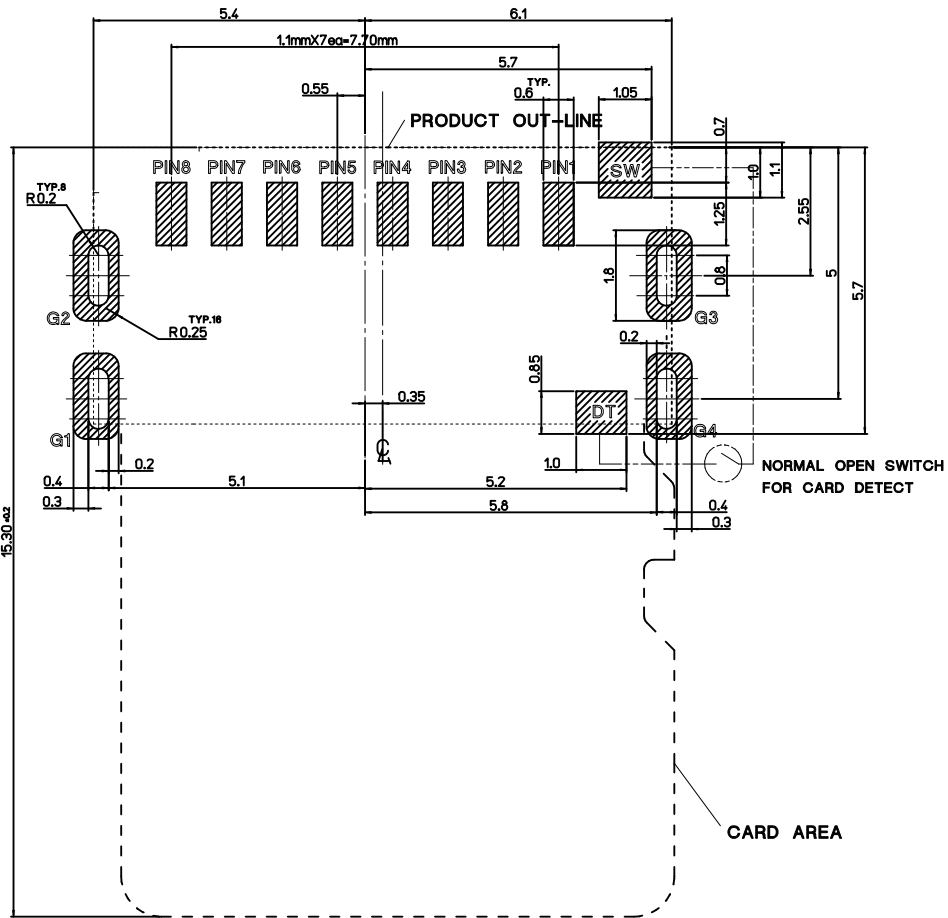 5.4
6.1
1.1mmX7ea=7.70mm
5.7
TYP.
0.55
0.6
1.05
0.7
PRODUCT OUT-LINE
PIN8 PIN7 PIN6 PIN5 PIN4 PIN3 PIN2 PIN1
SW
1.0
1.1
TYP.8
R0.2
1.25
2.55
1.8
0.8
5
5.7
G2
TYP.16
R0.25
G3
0.2
0.85
0.35
DT
G1
G4
℄
0.2
1.0
NORMAL OPEN SWITCH
FOR CARD DETECT
0.4
5.1
5.2
0.3
5.8
0.4
0.3
15.30 ±0.2
CARD AREA